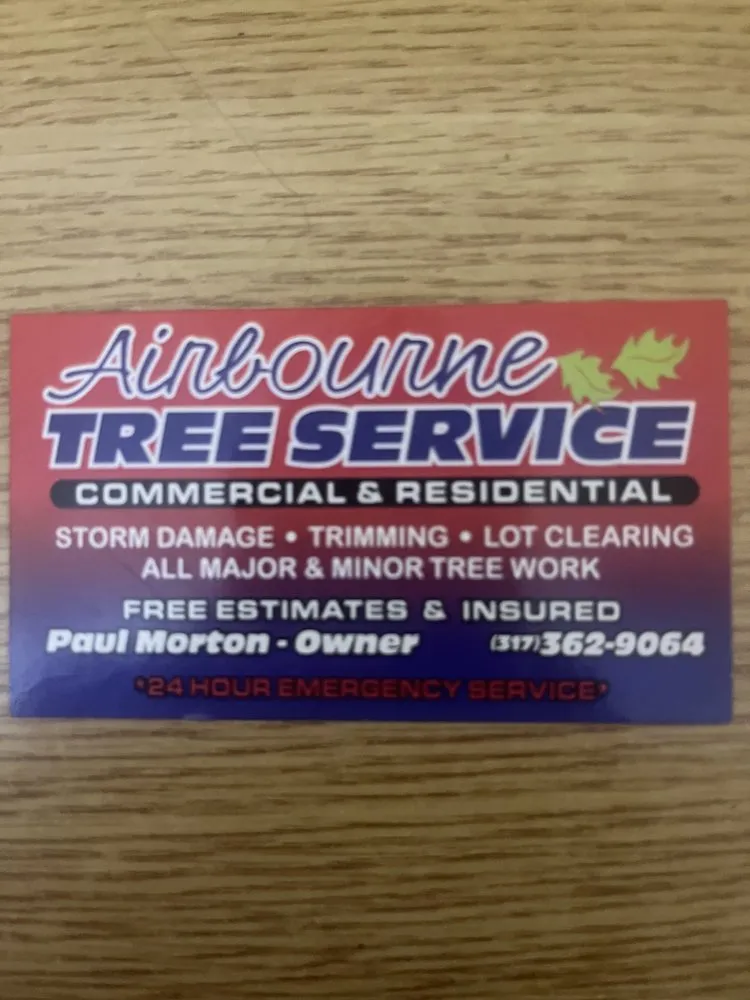 Airbourne
TREE SERVICE
COMMERCIAL & RESIDENTIAL
STORM DAMAGE • TRIMMING • LOT CLEARING
ALL MAJOR & MINOR TREE WORK
FREE ESTIMATES & INSURED
Paul Morton - Owner (317)362-9064
*24 HOUR EMERGENCY SERVICE*